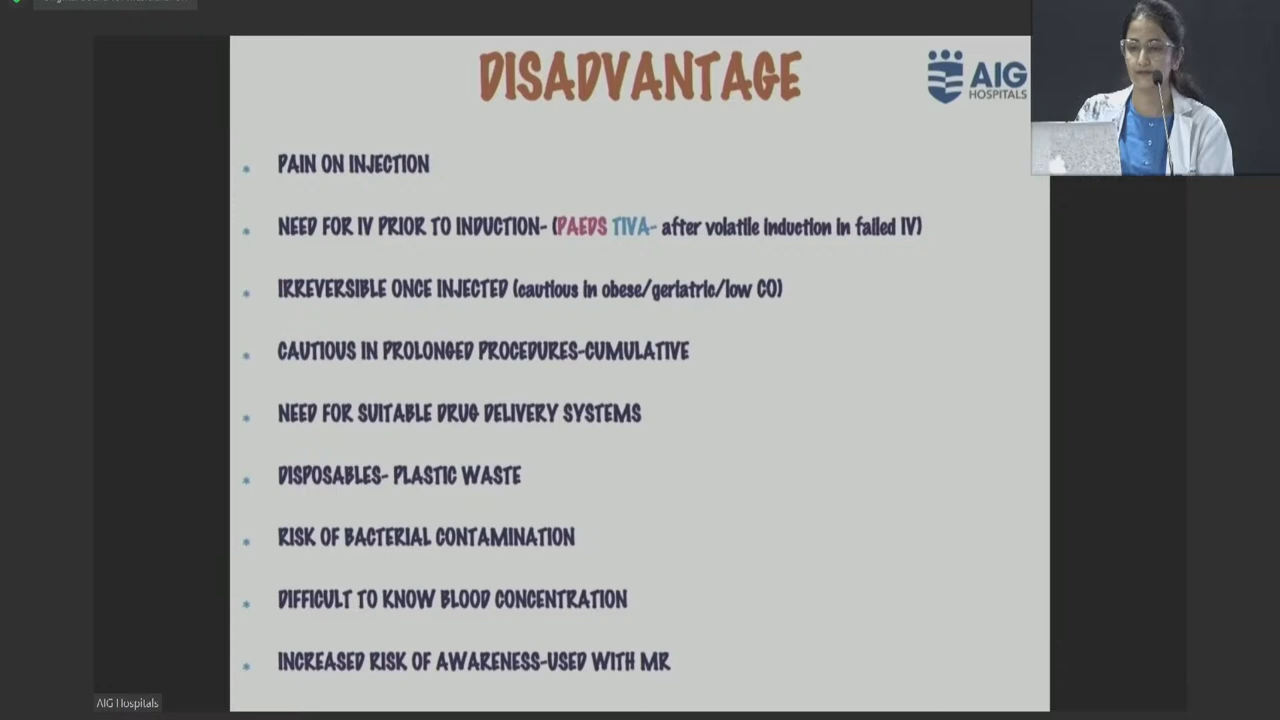 DISADVANTAGE
AIG
HOSPITALS
PAIN ON INJECTION
NEED FOR IV PRIOR TO INDUCTION- (PAEDS TIVA- after volatile induction in failed IV)
IRREVERSIBLE ONCE INJECTED (cautious in obese/geriatric/low CO)
CAUTIOUS IN PROLONGED PROCEDURES-CUMULATIVE
NEED FOR SUITABLE DRUG DELIVERY SYSTEMS
DISPOSABLES- PLASTIC WASTE
RISK OF BACTERIAL CONTAMINATION
DIFFICULT TO KNOW BLOOD CONCENTRATION
INCREASED RISK OF AWARENESS-USED WITH MR
AIG Hospitals